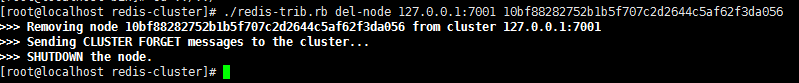 [root@localhost redis-cluster]# ./redis-trib.rb del-node 127.0.0.1:7001 10bf88282752b1b5f707c2d2644c5af62f3da056
>>> Removing node 10bf88282752b1b5f707c2d2644c5af62f3da056 from cluster 127.0.0.1:7001
>>> Sending CLUSTER FORGET messages to the cluster...
>>> SHUTDOWN the node.
[root@localhost redis-cluster]#